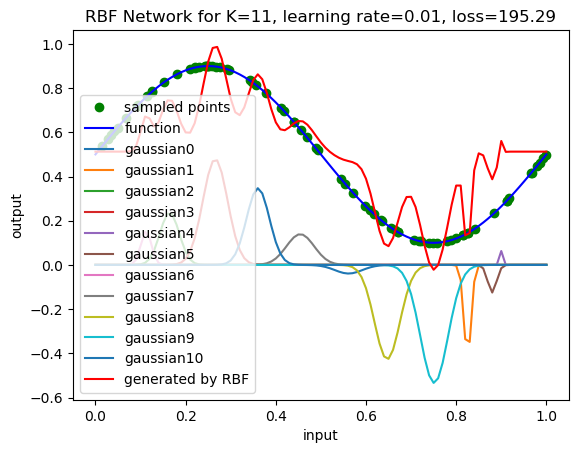 RBF Network for K=11, learning rate=0.01, loss=195.29
1.0
0.8
0.6
0.4
0.2
0.0
−0.2
−0.4
−0.6
output
sampled points
function
gaussian0
gaussian1
gaussian2
gaussian3
gaussian4
gaussian5
gaussian6
gaussian7
gaussian8
gaussian9
gaussian10
generated by RBF
0.0 0.2 0.4 0.6 0.8 1.0
input